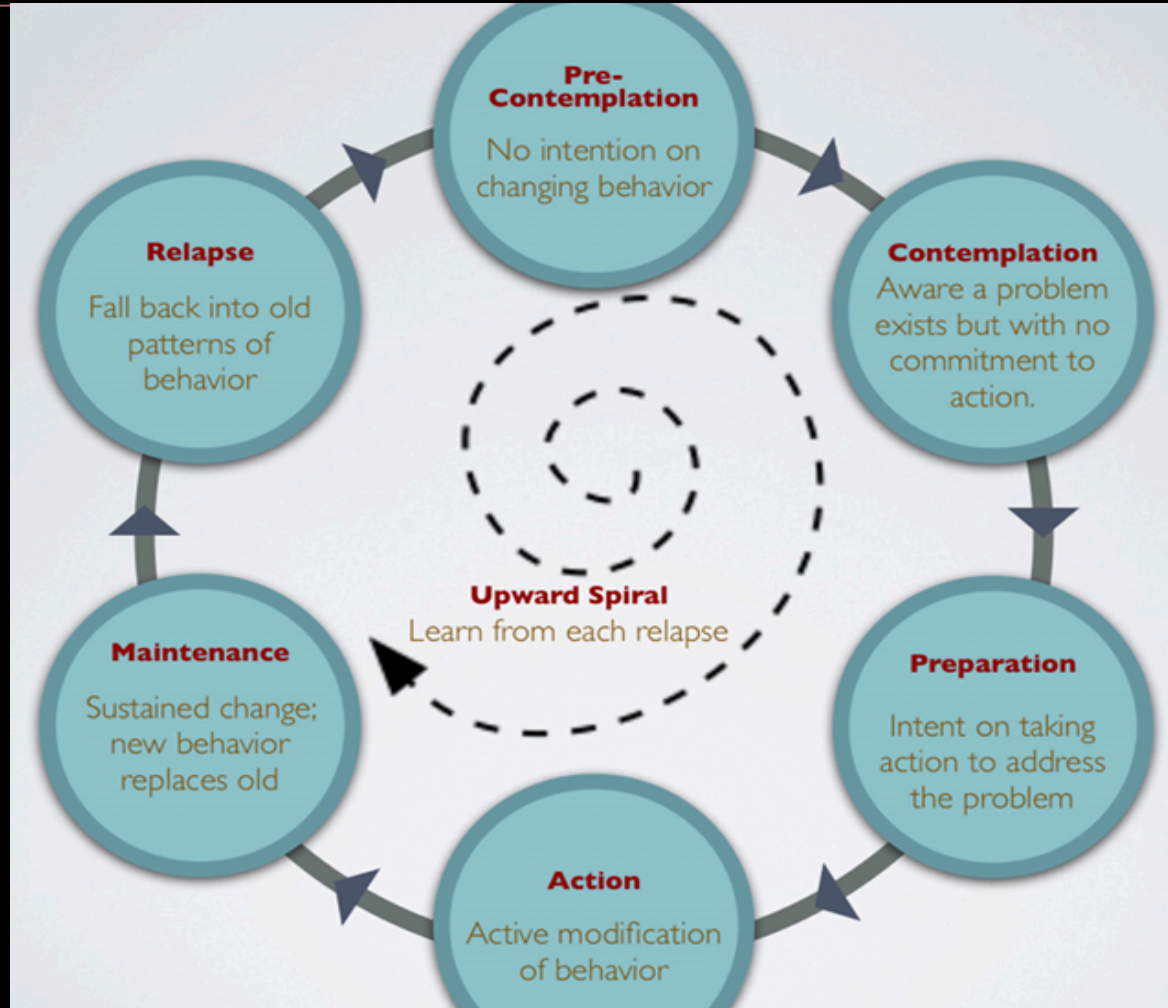 Pre-
Contemplation
No intention on
changing behavior
Contemplation
Aware a problem
exists but with no
commitment to
action.
Preparation
Intent on taking
action to address
the problem
Action
Active modification
of behavior
Maintenance
Sustained change;
new behavior
replaces old
Relapse
Fall back into old
patterns of
behavior
Upward Spiral
Learn from each relapse